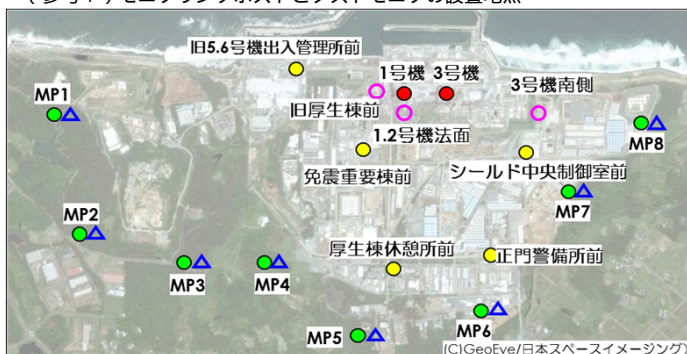 旧5.6号機出入管理所前
1号機
3号機
3号機南側
MP1
旧厚生棟前
1.2号機法面
MP8
免震重要棟前
シールド中央制御室前
MP7
MP2
厚生棟休憩所前
正門警備所前
MP3
MP4
MP5
MP6
(C)GeoEye/日本スペースイメージング)